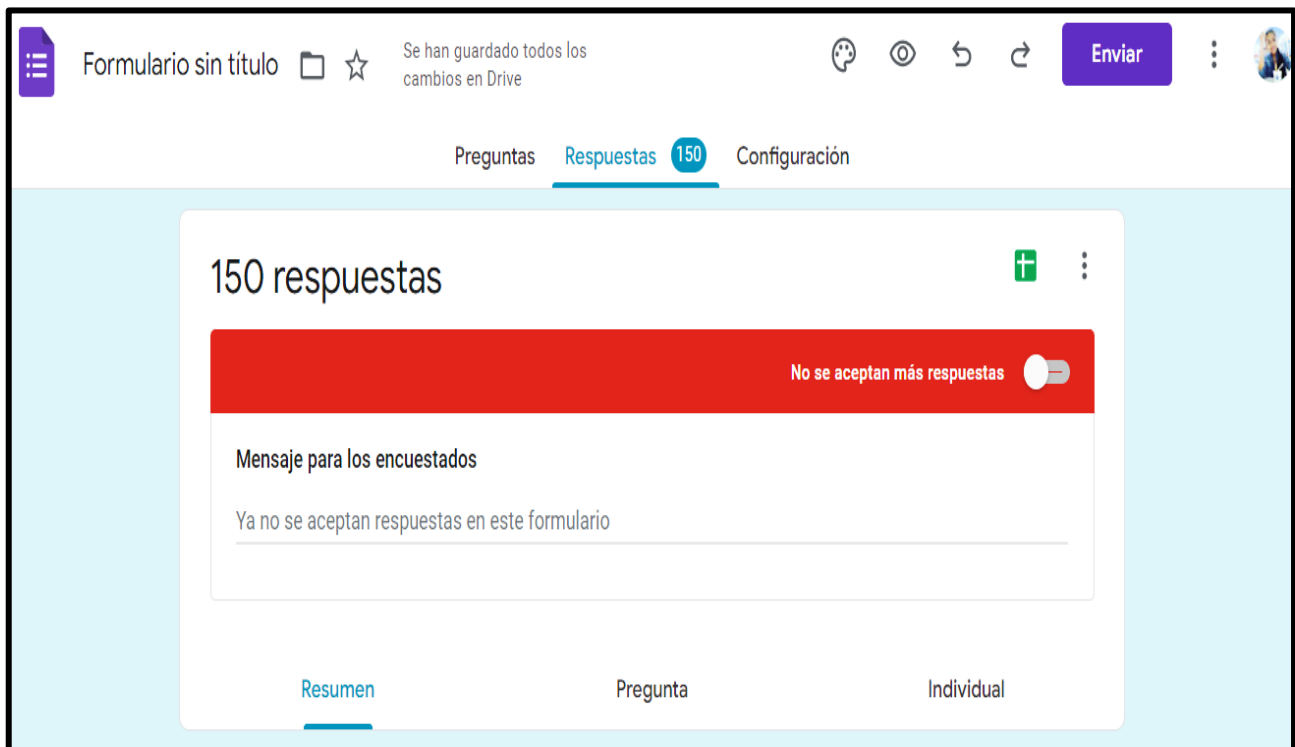 Formulario sin título
Se han guardado todos los
cambios en Drive
Enviar
Preguntas Respuestas 150 Configuración
150 respuestas
No se aceptan más respuestas
Mensaje para los encuestados
Ya no se aceptan respuestas en este formulario
Resumen Pregunta Individual